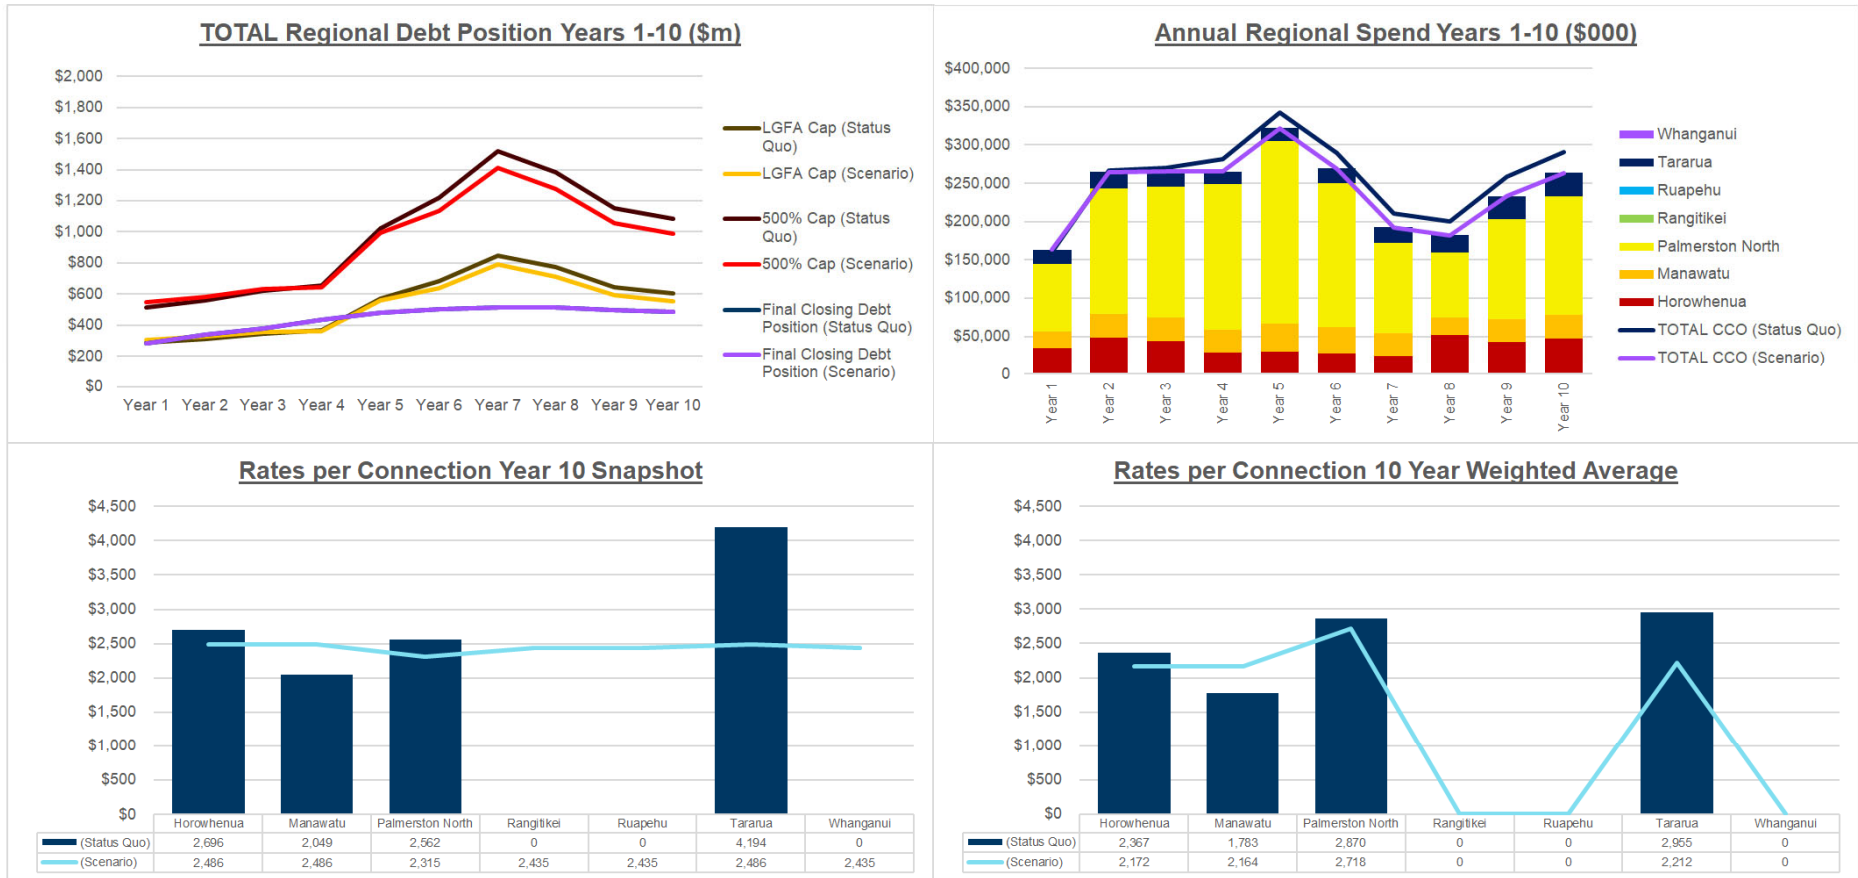 TOTAL Regional Debt Position Years 1-10 ($m)
$2,000
$1,800
$1,600
$1,400
$1,200
$1,000
$800
$600
$400
$200
$0
Year 1 Year 2 Year 3 Year 4 Year 5 Year 6 Year 7 Year 8 Year 9 Year 10
LGFA Cap (Status
Quo)
LGFA Cap (Scenario)
500% Cap (Status
Quo)
500% Cap (Scenario)
Final Closing Debt
Position (Status Quo)
Final Closing Debt
Position (Scenario)
Annual Regional Spend Years 1-10 ($000)
$400,000
$350,000
$300,000
$250,000
$200,000
$150,000
$100,000
$50,000
0
Year 1
Year 2
Year 3
Year 4
Year 5
Year 6
Year 7
Year 8
Year 9
Year 10
Whanganui
Tararua
Ruapehu
Rangitikei
Palmerston North
Manawatu
Horowhenua
TOTAL CCO (Status Quo)
TOTAL CCO (Scenario)
Rates per Connection Year 10 Snapshot
$4,500
$4,000
$3,500
$3,000
$2,500
$2,000
$1,500
$1,000
$500
$0
Horowhenua Manawatu Palmerston North Rangitikei Ruapehu Tararua Whanganui
(Status Quo) 2,696 2,049 2,562 0 0 4,194 0
(Scenario) 2,486 2,486 2,315 2,435 2,435 2,486 2,435
Rates per Connection 10 Year Weighted Average
$4,500
$4,000
$3,500
$3,000
$2,500
$2,000
$1,500
$1,000
$500
$0
Horowhenua Manawatu Palmerston North Rangitikei Ruapehu Tararua Whanganui
(Status Quo) 2,367 1,783 2,870 0 0 2,955 0
(Scenario) 2,172 2,164 2,718 0 0 2,212 0